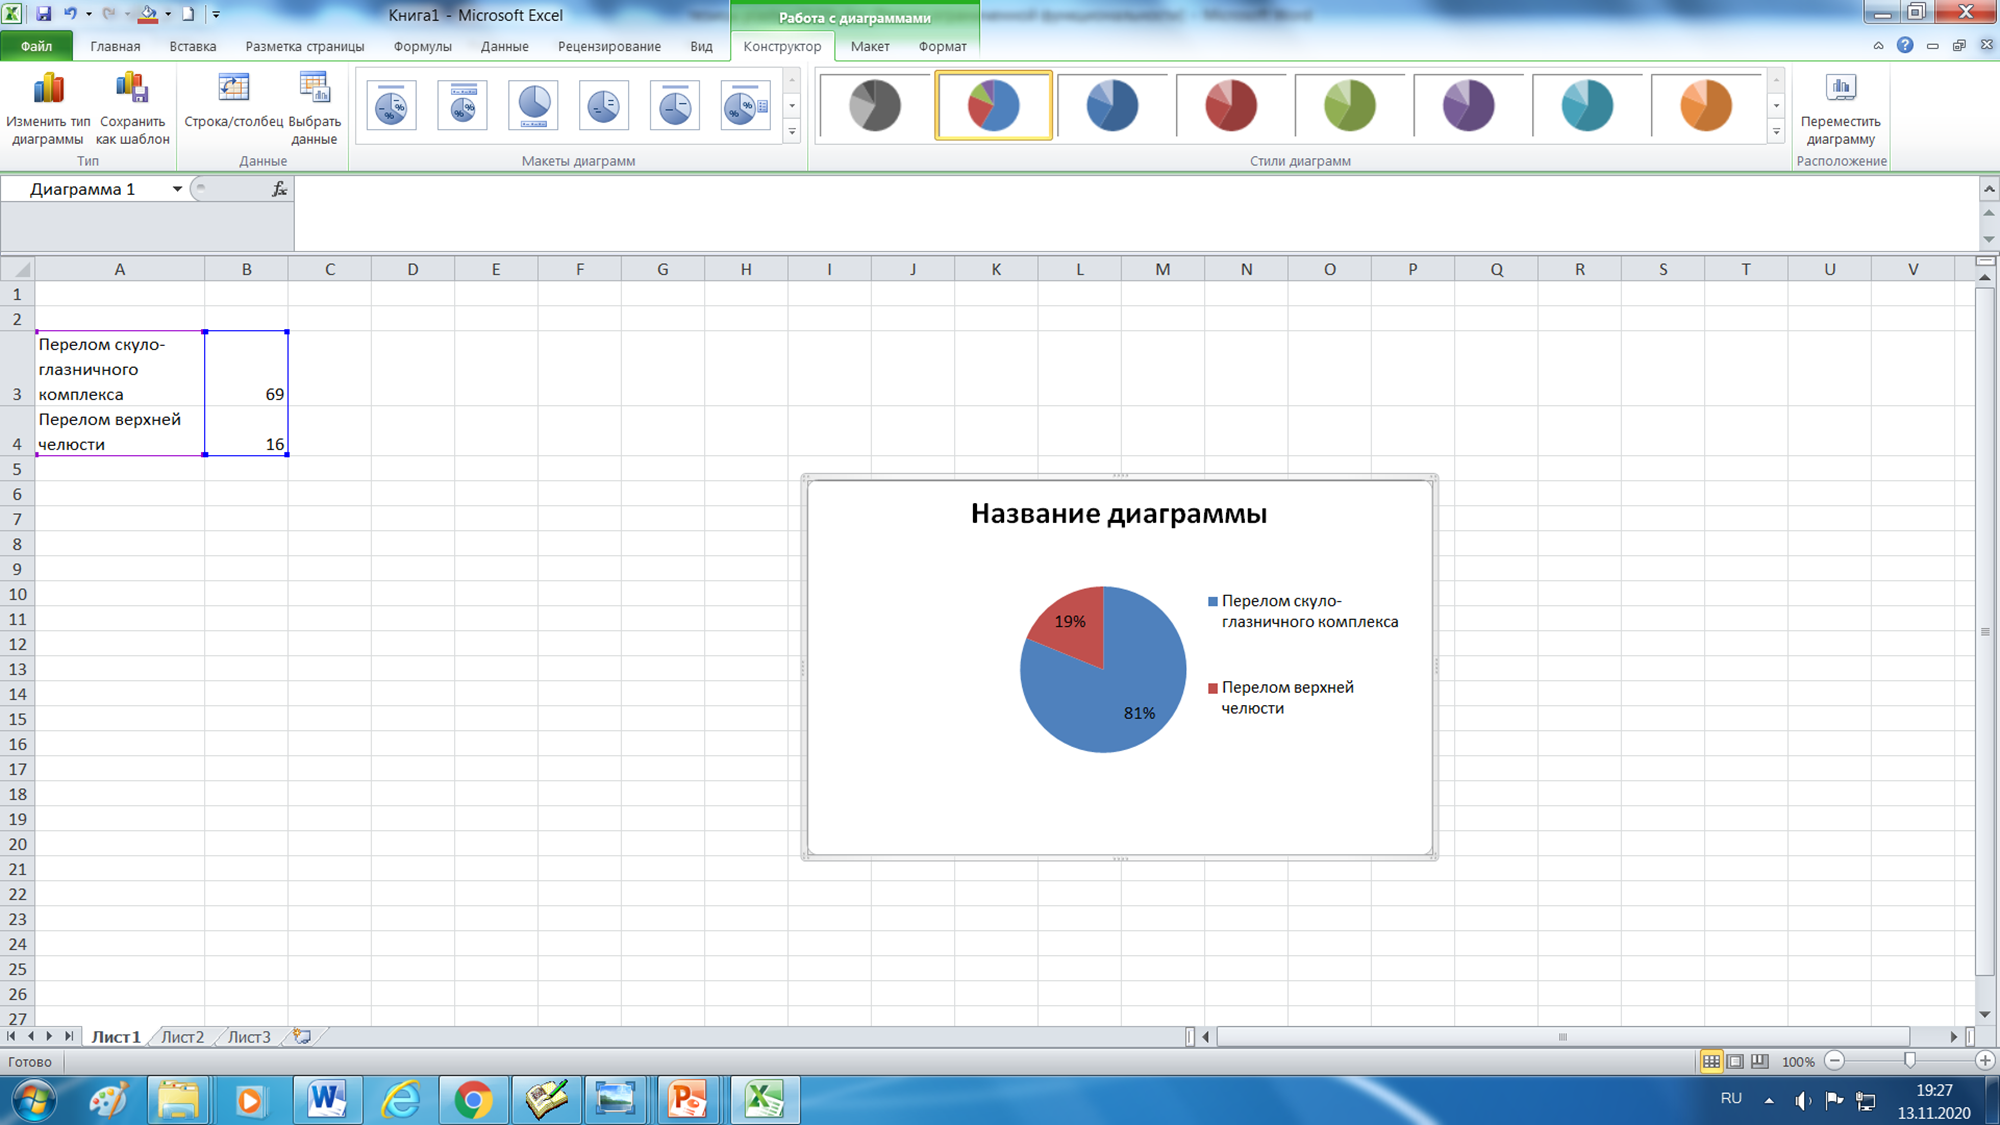 Книга1 - Microsoft Excel
Работа с диаграммами
Файл Главная Вставка Разметка страницы Формулы Данные Рецензирование Вид Конструктор Макет Формат
Изменить тип диаграммы
Сохранить как шаблон
Строка/столбец
Выбрать данные
Переместить диаграмму
Тип Данные Макеты диаграмм Стили диаграмм Расположение
Диаграмма 1 fx
A B C D E F G H I J K L M N O P Q R S T U V
1
2
Перелом скуло-
глазничного
3 комплекса 69
Перелом верхней
4 челюсти 16
5
6
7
8
9
10
11
12
13
14
15
16
17
18
19
20
21
22
23
24
25
26
27
Название диаграммы
19%
81%
Перелом скуло-
глазничного комплекса
Перелом верхней
челюсти
Лист1 Лист2 Лист3
Готово 100%
RU 19:27
13.11.2020